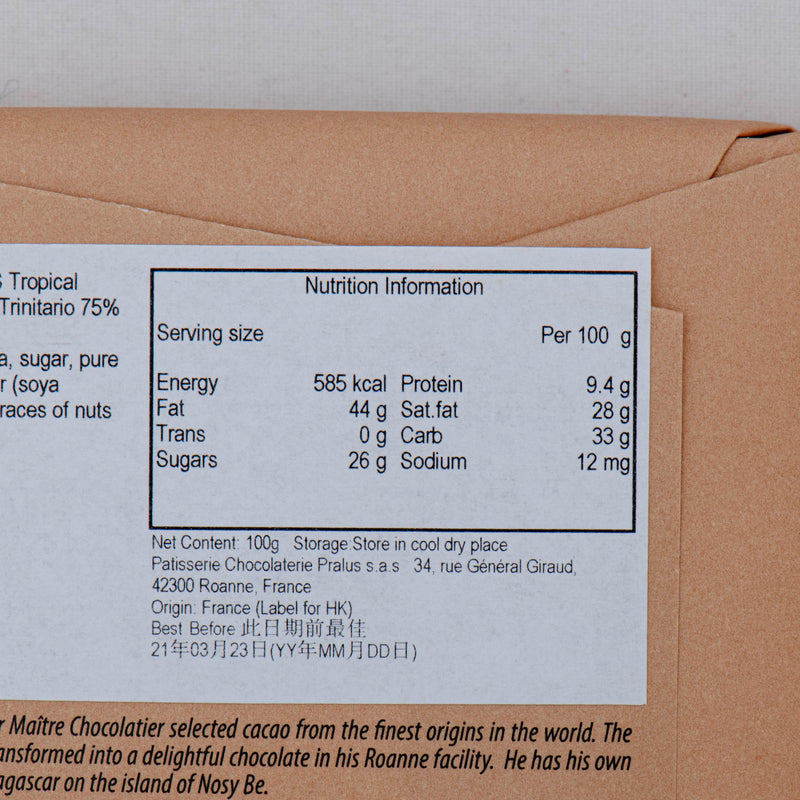 Tropical
Trinitario 75%
sugar, pure
(soya
of nuts
Nutrition Information
Serving size Per 100 g
Energy 585 kcal Protein 9.4 g
Fat 44 g Sat.fat 28 g
Trans 0 g Carb 33 g
Sugars 26 g Sodium 12 mg
Net Content: 100g Storage:Store in cool dry place
Patisserie Chocolaterie Pralus s.a.s 34, rue Général Giraud,
42300 Roanne, France
Origin: France (Label for HK)
Best Before 此日期前最佳
21年03月23日(YY年MM月DD日)
Maître Chocolatier selected cacao from the finest origins in the world. The
into a delightful chocolate in his Roanne facility. He has his own
on the island of Nosy Be.